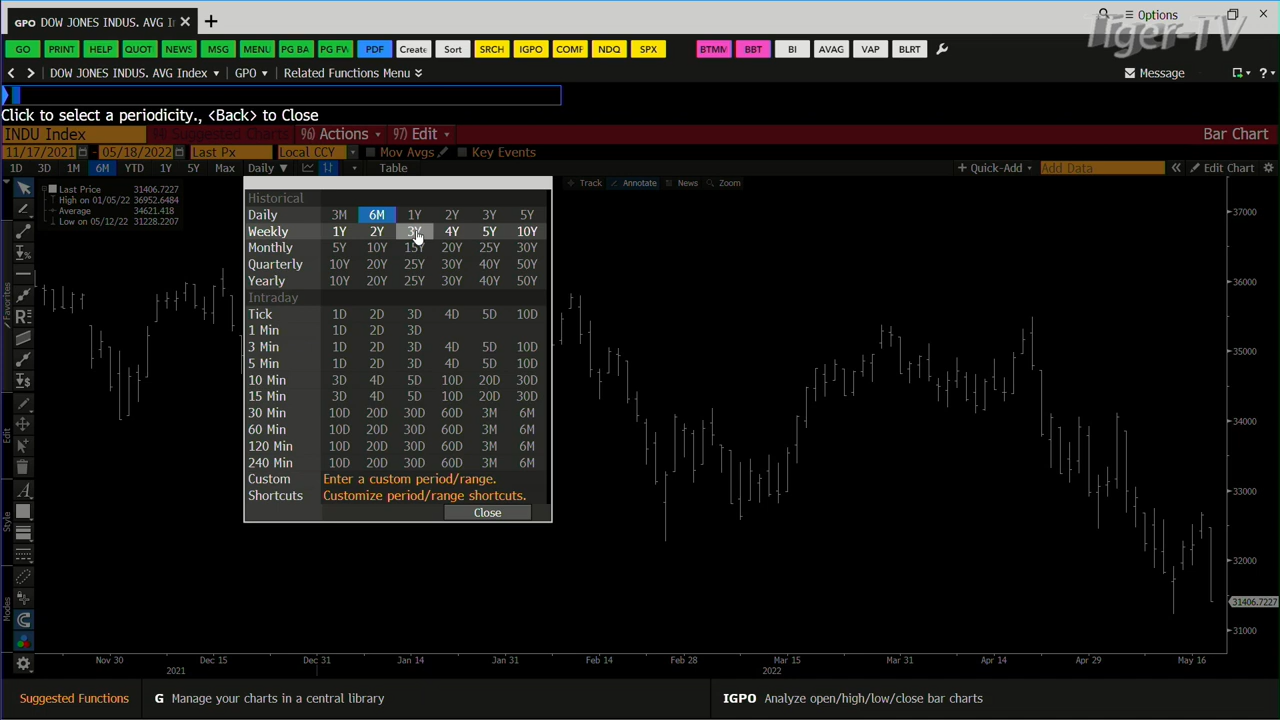 GPO DOW JONES INDUS. AVG I
Options
Tiger-TV
GO PRINT HELP QUOT NEWS MSG MENU PG BA PG FW PDF Create Sort SRCH IGPO COMF NDQ SPX BTMM BBT BI AVAG VAP BLRT
DOW JONES INDUS. AVG Index GPO Related Functions Menu Message ?
Click to select a periodicity., <Back> to Close
INDU Index 94) Suggested Charts 96) Actions 97) Edit Bar Chart
11/17/2021 - 05/18/2022 Last Px Local CCY Mov Avgs Key Events
1D 3D 1M 6M YTD 1Y 5Y Max Daily Table + Quick-Add Add Data Edit Chart
Track Annotate News Zoom
Last Price 31406.7227
High on 01/05/22 36952.6484
Average 34621.418
Low on 05/12/22 31228.2207
Historical
Daily 3M 6M 1Y 2Y 3Y 5Y
Weekly 1Y 2Y 3Y 4Y 5Y 10Y
Monthly 5Y 10Y 15Y 20Y 25Y 30Y
Quarterly 10Y 20Y 25Y 30Y 40Y 50Y
Yearly 10Y 20Y 25Y 30Y 40Y 50Y
Intraday
Tick 1D 2D 3D 4D 5D 10D
1 Min 1D 2D 3D
3 Min 1D 2D 3D 4D 5D 10D
5 Min 1D 2D 3D 4D 5D 10D
10 Min 3D 4D 5D 10D 20D 30D
15 Min 3D 4D 5D 10D 20D 30D
30 Min 10D 20D 30D 60D 3M 6M
60 Min 10D 20D 30D 60D 3M 6M
120 Min 10D 20D 30D 60D 3M 6M
240 Min 10D 20D 30D 60D 3M 6M
Custom Enter a custom period/range.
Shortcuts Customize period/range shortcuts.
Close
Favorites
Edit
Style
Modes
37000
36000
35000
34000
33000
32000
31406.7227
31000
Nov 30 Dec 15 Dec 31 Jan 14 Jan 31 Feb 14 Feb 28 Mar 15 Mar 31 Apr 14 Apr 29 May 16
2021 2022
Suggested Functions G Manage your charts in a central library IGPO Analyze open/high/low/close bar charts